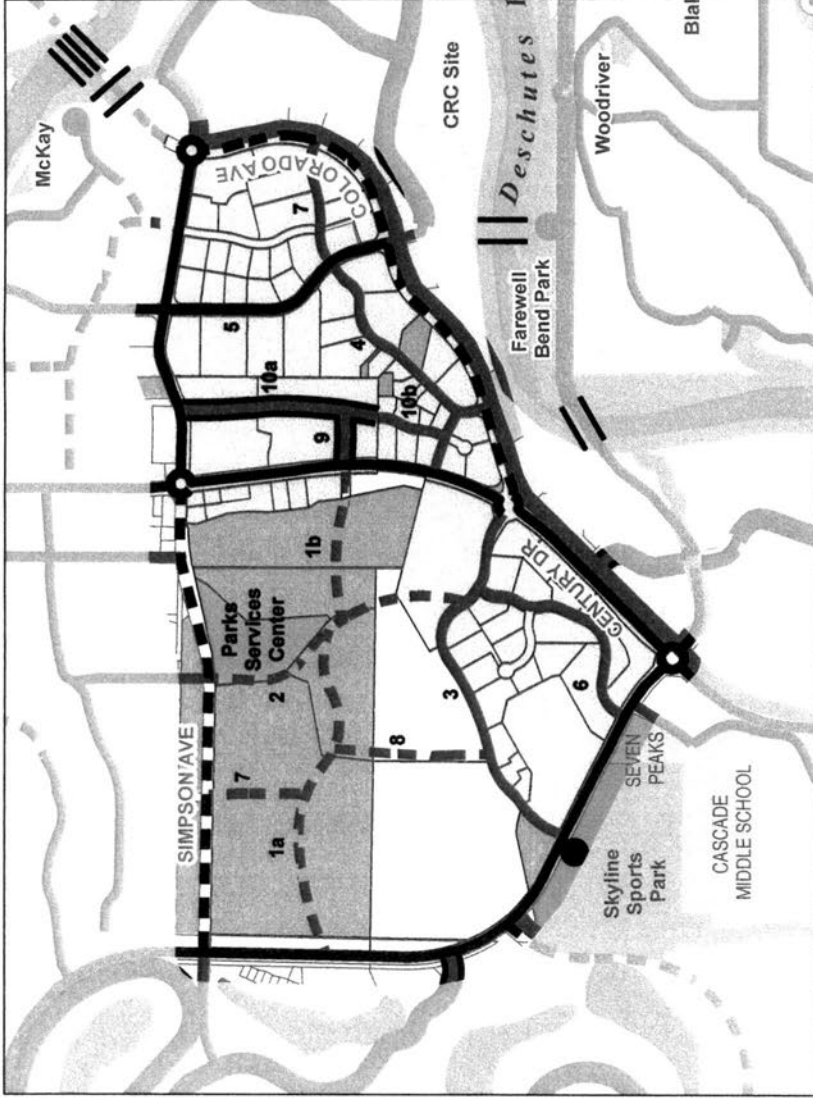 McKay
CRC Site
Deschutes
Woodriver
Farewell
Bend Park
COLORADO AVE
7
5
4
10a
10b
9
1b
Parks
Services
Center
CENTURY DR
2
3
6
8
7
1a
SIMPSON AVE
SEVEN
PEAKS
Skyline
Sports
Park
CASCADE
MIDDLE SCHOOL